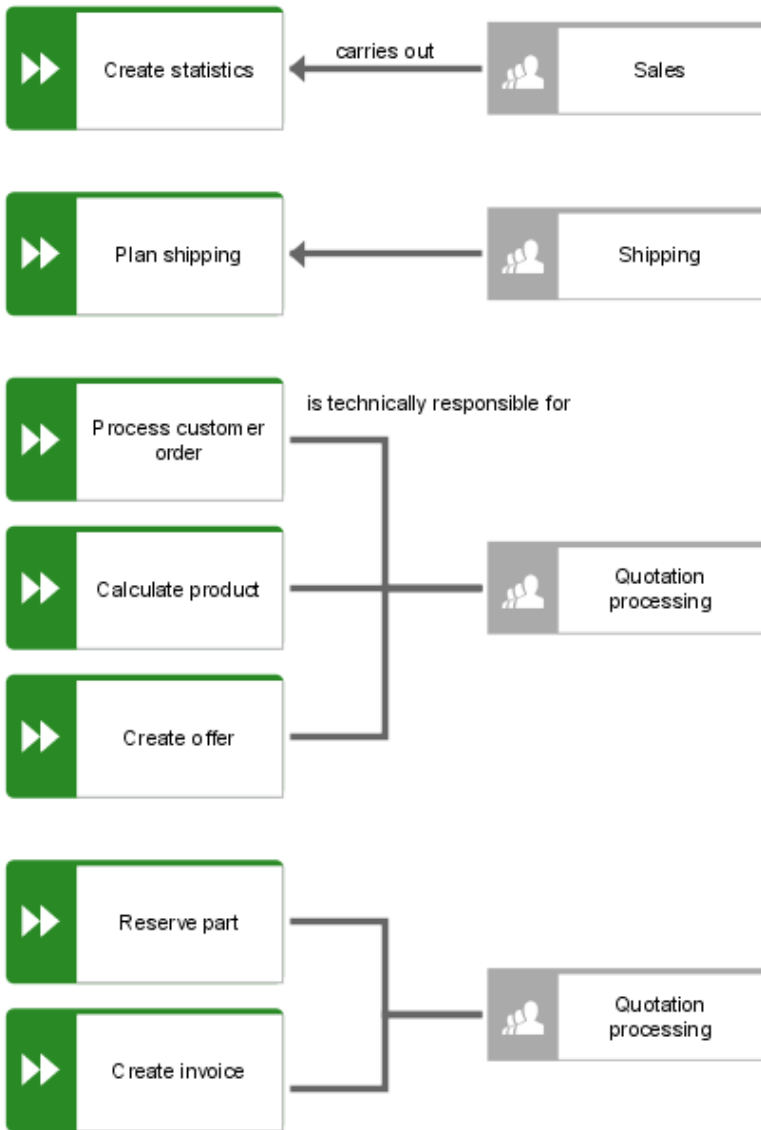 Create statistics
carries out
Sales
Plan shipping
Shipping
is technically responsible for
Process customer
order
Calculate product
Quotation
processing
Create offer
Reserve part
Quotation
processing
Create invoice